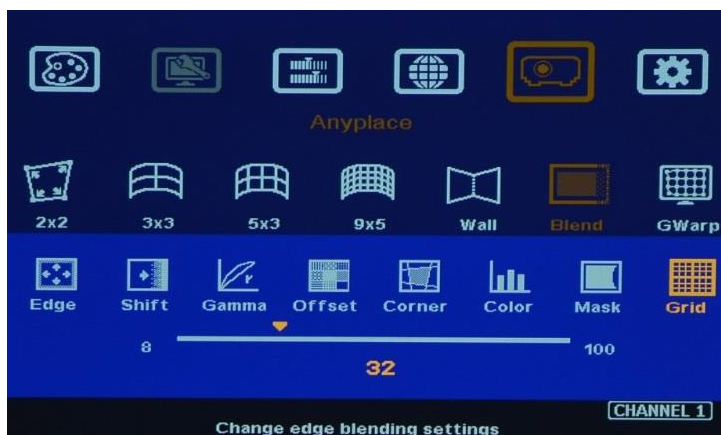 Anyplace
2x2 3x3 5x3 9x5 Wall Blend GWarp
Edge Shift Gamma Offset Corner Color Mask Grid
8 100
32
CHANNEL 1
Change edge blending settings